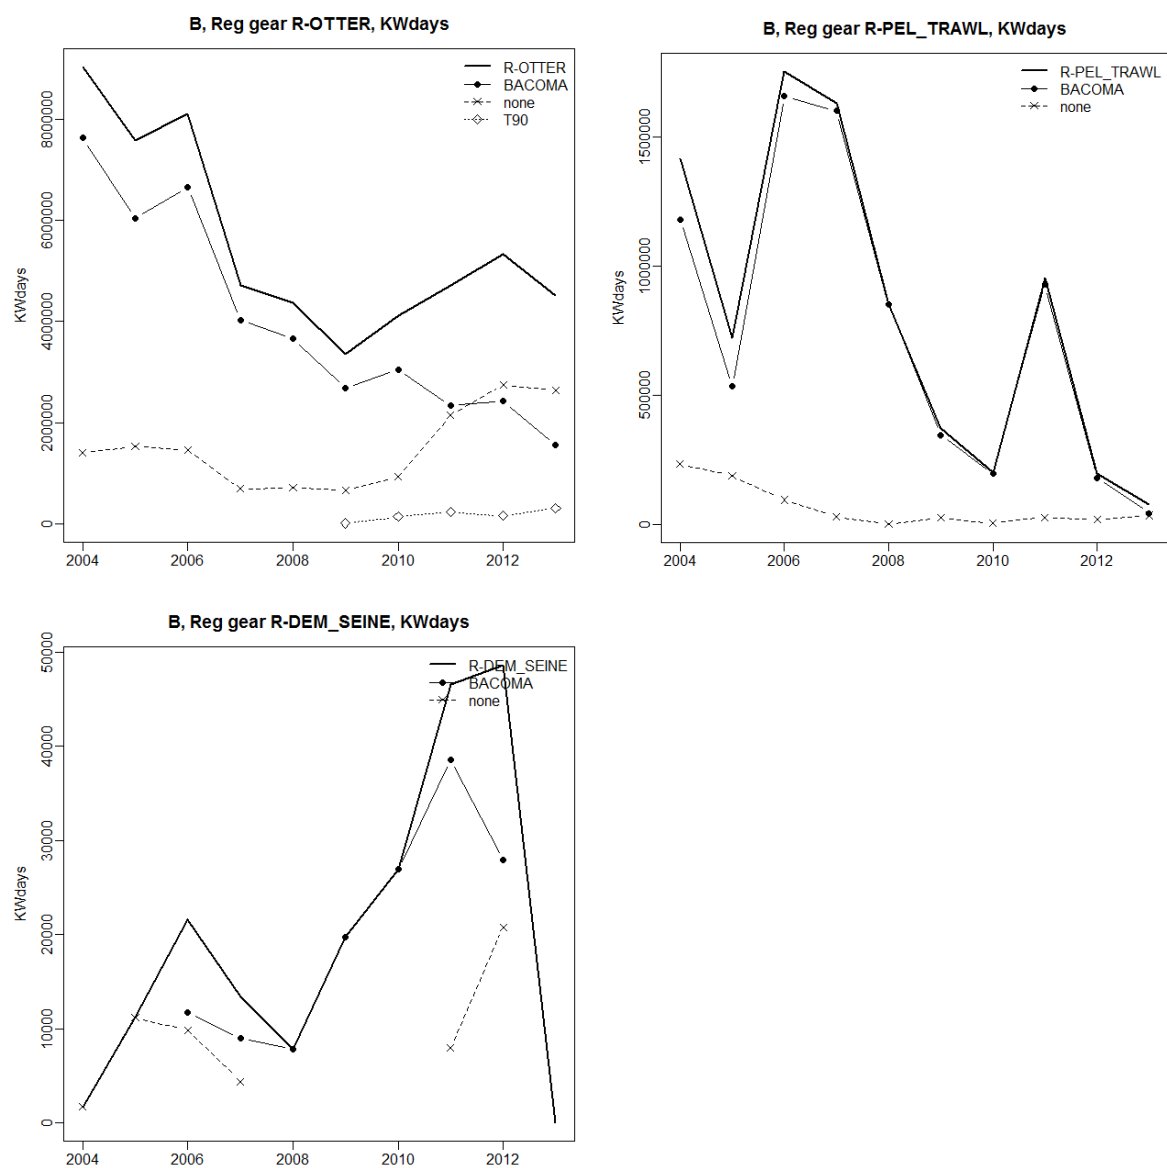 B, Reg gear R-OTTER, KWdays
R-OTTER
BACOMA
none
T90
KWdays
0
2000000
4000000
6000000
8000000
2004
2006
2008
2010
2012
B, Reg gear R-PEL_TRAWL, KWdays
R-PEL_TRAWL
BACOMA
none
KWdays
0
500000
1000000
1500000
2004
2006
2008
2010
2012
B, Reg gear R-DEM_SEINE, KWdays
R-DEM_SEINE
BACOMA
none
KWdays
0
10000
20000
30000
40000
50000
2004
2006
2008
2010
2012